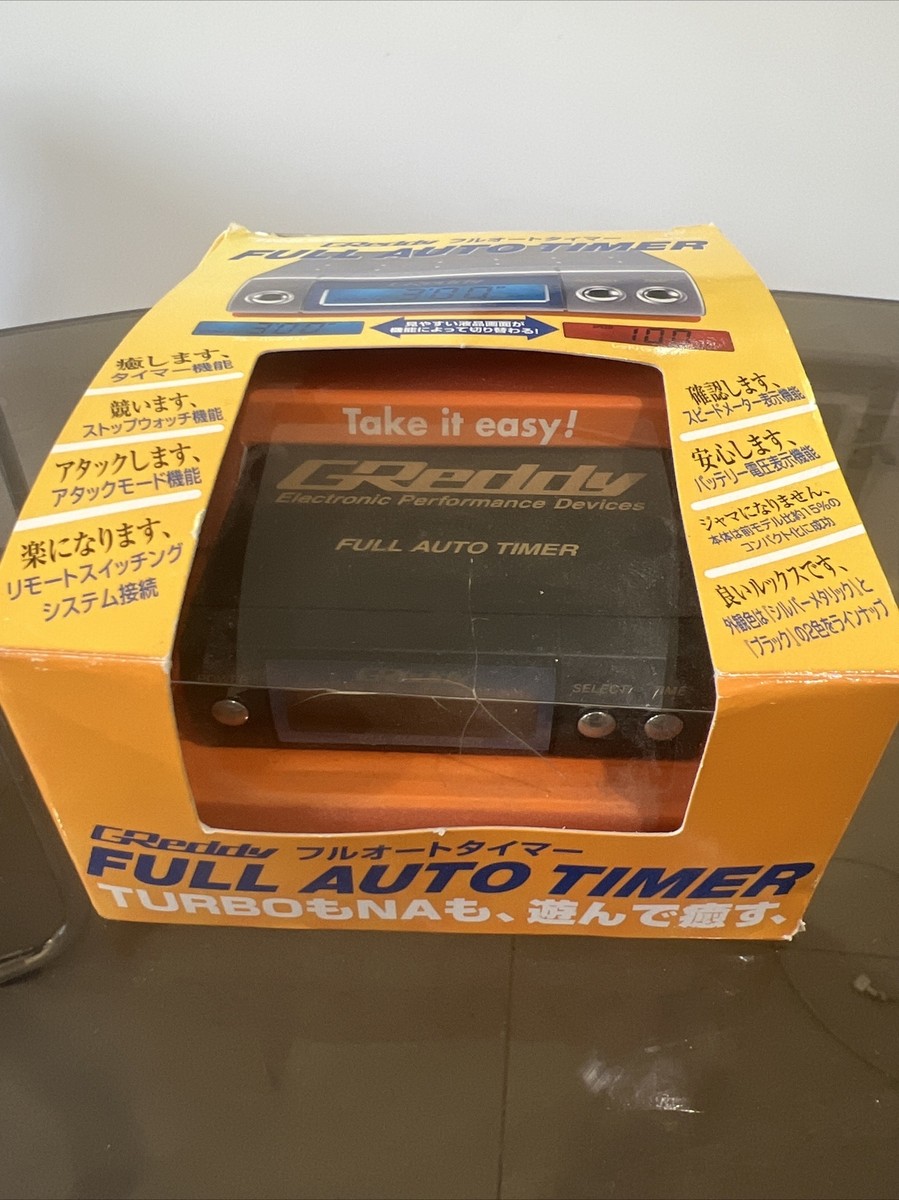 GReddy フルオートタイマー
FULL AUTO TIMER
3:00
3:00
見やすい液晶画面が
機能によって切り替わる!
10.0
癒します、
タイマー機能
競います、
ストップウォッチ機能
アタックします、
アタックモード機能
楽になります、
リモートスイッチング
システム接続
確認します、
スピードメーター表示機能
安心します、
バッテリー電圧表示機能
ジャマになりません、
本体は前モデル比約15%の
コンパクト化に成功
良いルックスです、
外観色は「シルバーメタリック」と
「ブラック」の2色をラインナップ
Take it easy!
GReddy
Electronic Performance Devices
FULL AUTO TIMER
SELECT
TIME
GReddy フルオートタイマー
FULL AUTO TIMER
TURBOもNAも、遊んで癒す、